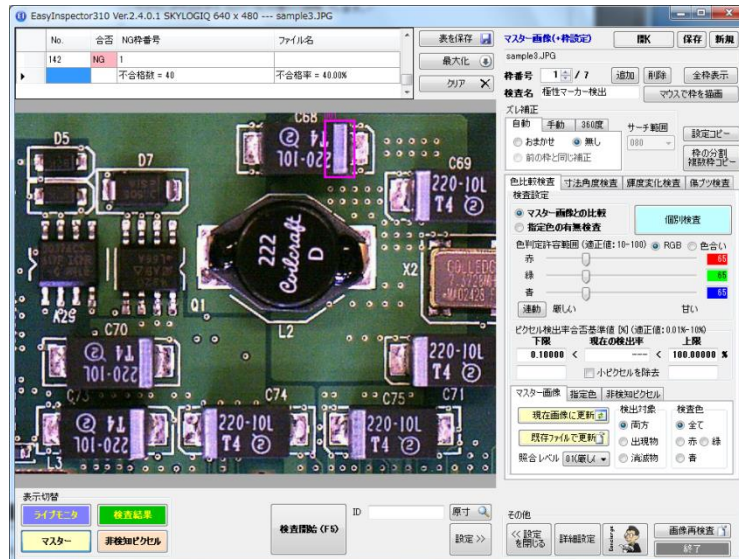 EasyInspector310 Ver.2.4.0.1 SKYLOGIQ 640 x 480 --- sample3.JPG
No. 合否 NG枠番号 ファイル名
142 NG 1
不合格数 = 40 不合格率 = 40.00%
表を保存
最大化
クリア
マスター画像(+枠設定) 開く 保存 新規
sample3.JPG
枠番号 1 / 7 追加 削除 全枠表示
検査名 極性マーカー検出 マウスで枠を描画
ズレ補正
自動 手動 360度 サーチ範囲 設定コピー
おまかせ 無し 080
前の枠と同じ補正 枠の分割
複数枠コピー
色比較検査 寸法角度検査 輝度変化検査 傷ブツ検査
検査設定
マスター画像との比較
指定色の有無検査
個別検査
色判定許容範囲 (適正値:10-100) RGB 色合い
赤 65
緑 65
青 65
連動 厳しい 甘い
ピクセル検出率合否基準値 [%] (適正値:0.01%-10%)
下限 現在の検出率 上限
0.10000 < --- < 100.00000 %
小ピクセルを除去
マスター画像 指定色 非検知ピクセル
現在画像に更新
既存ファイルで更新
照合レベル 01(厳し
検出対象 検査色
両方 全て
出現物 赤 緑
消滅物 青
C68
D5
D7
C69
Q4
T4
220-10L
T4
222
Coilcraft
D
X2
Q1
L2
C70
C74
C75
C71
220-10L
T4
220-10L
T4
220-10L
T4
L3
表示切替
ライブモニタ 検査結果
マスター 非検知ピクセル
検査開始 (F5)
ID
原寸
設定 >>
その他
<< 設定
を閉じる
詳細設定
画像再検査
終了